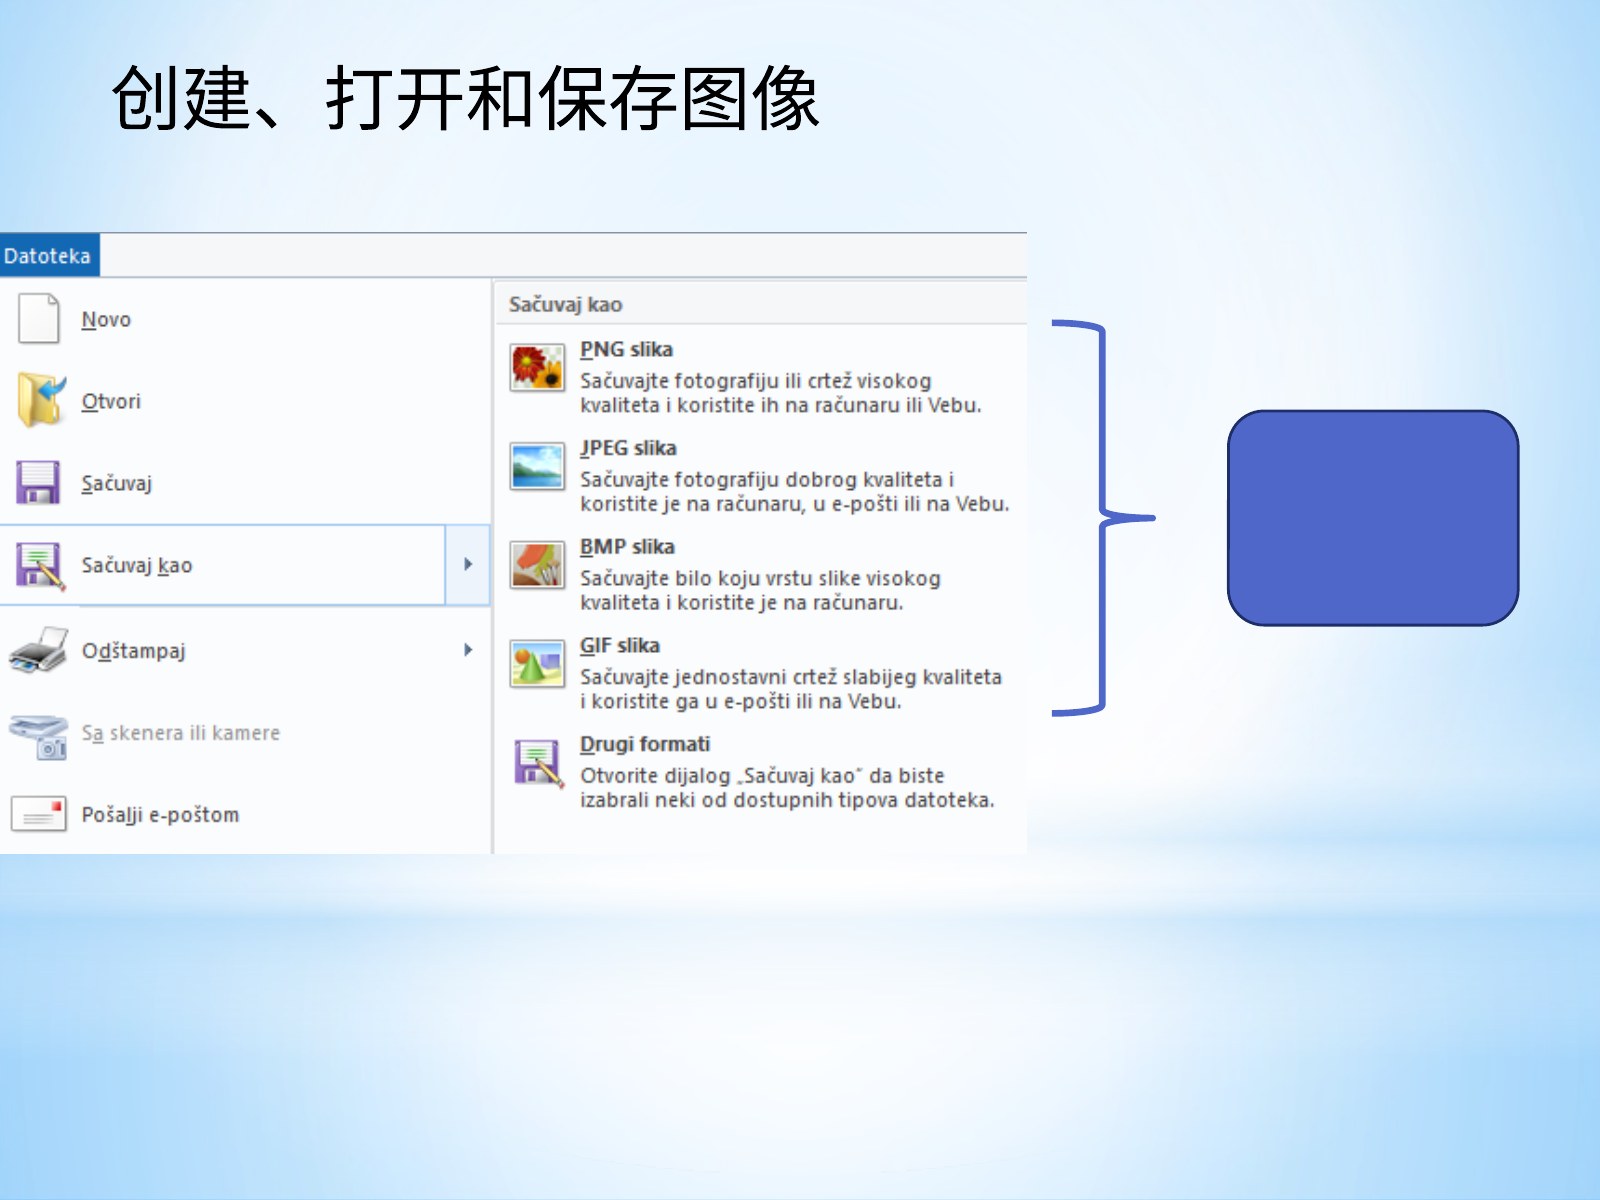 创建、打开和保存图像
Datoteka
Novo
Otvori
Sačuvaj
Sačuvaj kao
Odštampaj
Sa skenera ili kamere
Pošalji e-poštom
Sačuvaj kao
PNG slika
Sačuvajte fotografiju ili crtež visokog
kvaliteta i koristite ih na računaru ili Vebu.
JPEG slika
Sačuvajte fotografiju dobrog kvaliteta i
koristite je na računaru, u e-pošti ili na Vebu.
BMP slika
Sačuvajte bilo koju vrstu slike visokog
kvaliteta i koristite je na računaru.
GIF slika
Sačuvajte jednostavni crtež slabijeg kvaliteta
i koristite ga u e-pošti ili na Vebu.
Drugi formati
Otvorite dijalog „Sačuvaj kao“ da biste
izabrali neki od dostupnih tipova datoteka.